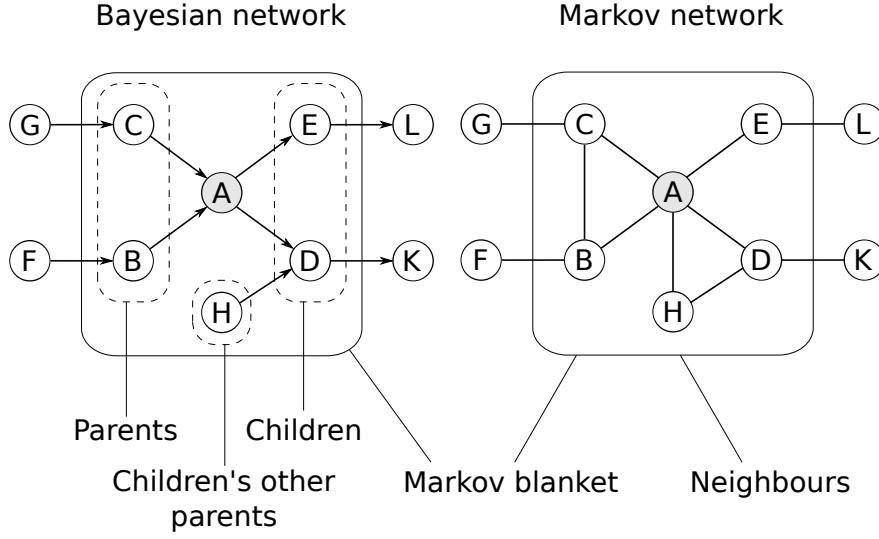 Bayesian network
Markov network
G C E L G C E L
A A
F B D K F B D K
H H
Parents Children
Children's other
parents
Markov blanket
Neighbours